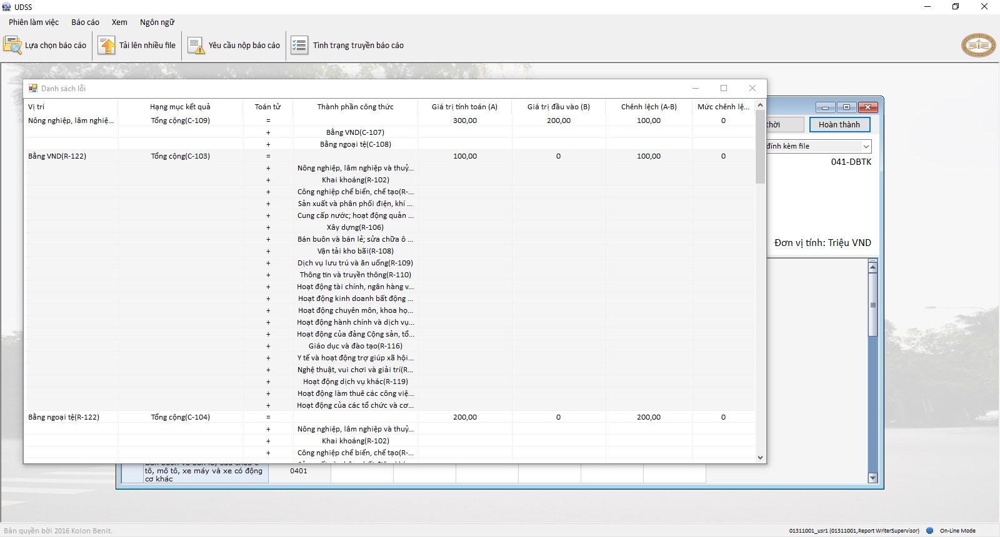 UDSS
Phiên làm việc Báo cáo Xem Ngôn ngữ
Lựa chọn báo cáo Tải lên nhiều file Yêu cầu nộp báo cáo Tình trạng truyền báo cáo
Danh sách lỗi
Vị trí Hạng mục kết quả Toán tử Thành phần công thức Giá trị tính toán (A) Giá trị đầu vào (B) Chênh lệch (A-B) Mức chênh lệ...
Nông nghiệp, lâm nghiệ... Tổng cộng(C-109) = 300,00 200,00 100,00 0
+ Bằng VND(C-107)
+ Bằng ngoại tệ(C-108)
Bằng VND(R-122) Tổng cộng(C-103) = 100,00 0 100,00 0
+ Nông nghiệp, lâm nghiệp và thuỷ...
+ Khai khoáng(R-102)
+ Công nghiệp chế biến, chế tạo(R-...
+ Sản xuất và phân phối điện, khí ...
+ Cung cấp nước; hoạt động quản ...
+ Xây dựng(R-106)
+ Bán buôn và bán lẻ; sửa chữa ô ...
+ Vận tải kho bãi(R-108)
+ Dịch vụ lưu trú và ăn uống(R-109)
+ Thông tin và truyền thông(R-110)
+ Hoạt động tài chính, ngân hàng v...
+ Hoạt động kinh doanh bất động ...
+ Hoạt động chuyên môn, khoa họ...
+ Hoạt động hành chính và dịch vụ...
+ Hoạt động của đảng Cộng sản, tổ...
+ Giáo dục và đào tạo(R-116)
+ Y tế và hoạt động trợ giúp xã hội...
+ Nghệ thuật, vui chơi và giải trí(R...
+ Hoạt động dịch vụ khác(R-119)
+ Hoạt động làm thuê các công việ...
+ Hoạt động của các tổ chức và cơ...
Bằng ngoại tệ(R-122) Tổng cộng(C-104) = 200,00 0 200,00 0
+ Nông nghiệp, lâm nghiệp và thuỷ...
+ Khai khoáng(R-102)
+ Công nghiệp chế biến, chế tạo(R-...
thời Hoàn thành
đính kèm file
041-DBTK
Đơn vị tính: Triệu VND
Bán buôn và bán lẻ; sửa chữa ô
tô, mô tô, xe máy và xe có động 0401
cơ khác
Bản quyền bởi 2016 Kolon Benit.
01311001_usr1 (01311001,Report WriterSupervisor) On-Line Mode